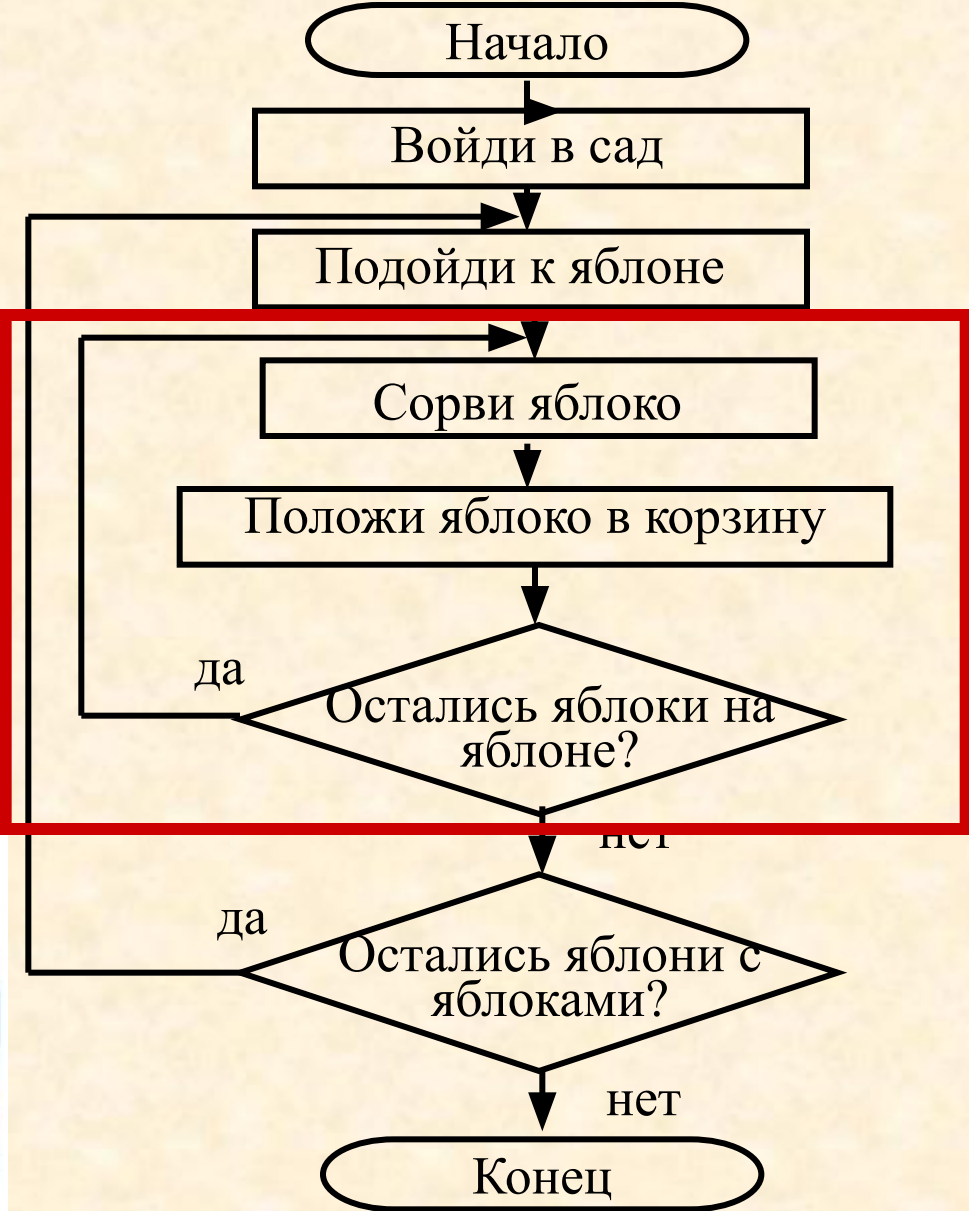 Начало
Войди в сад
Подойди к яблоне
Сорви яблоко
Положи яблоко в корзину
да
Остались яблоки на
яблоне?
нет
да
Остались яблони с
яблоками?
нет
Конец